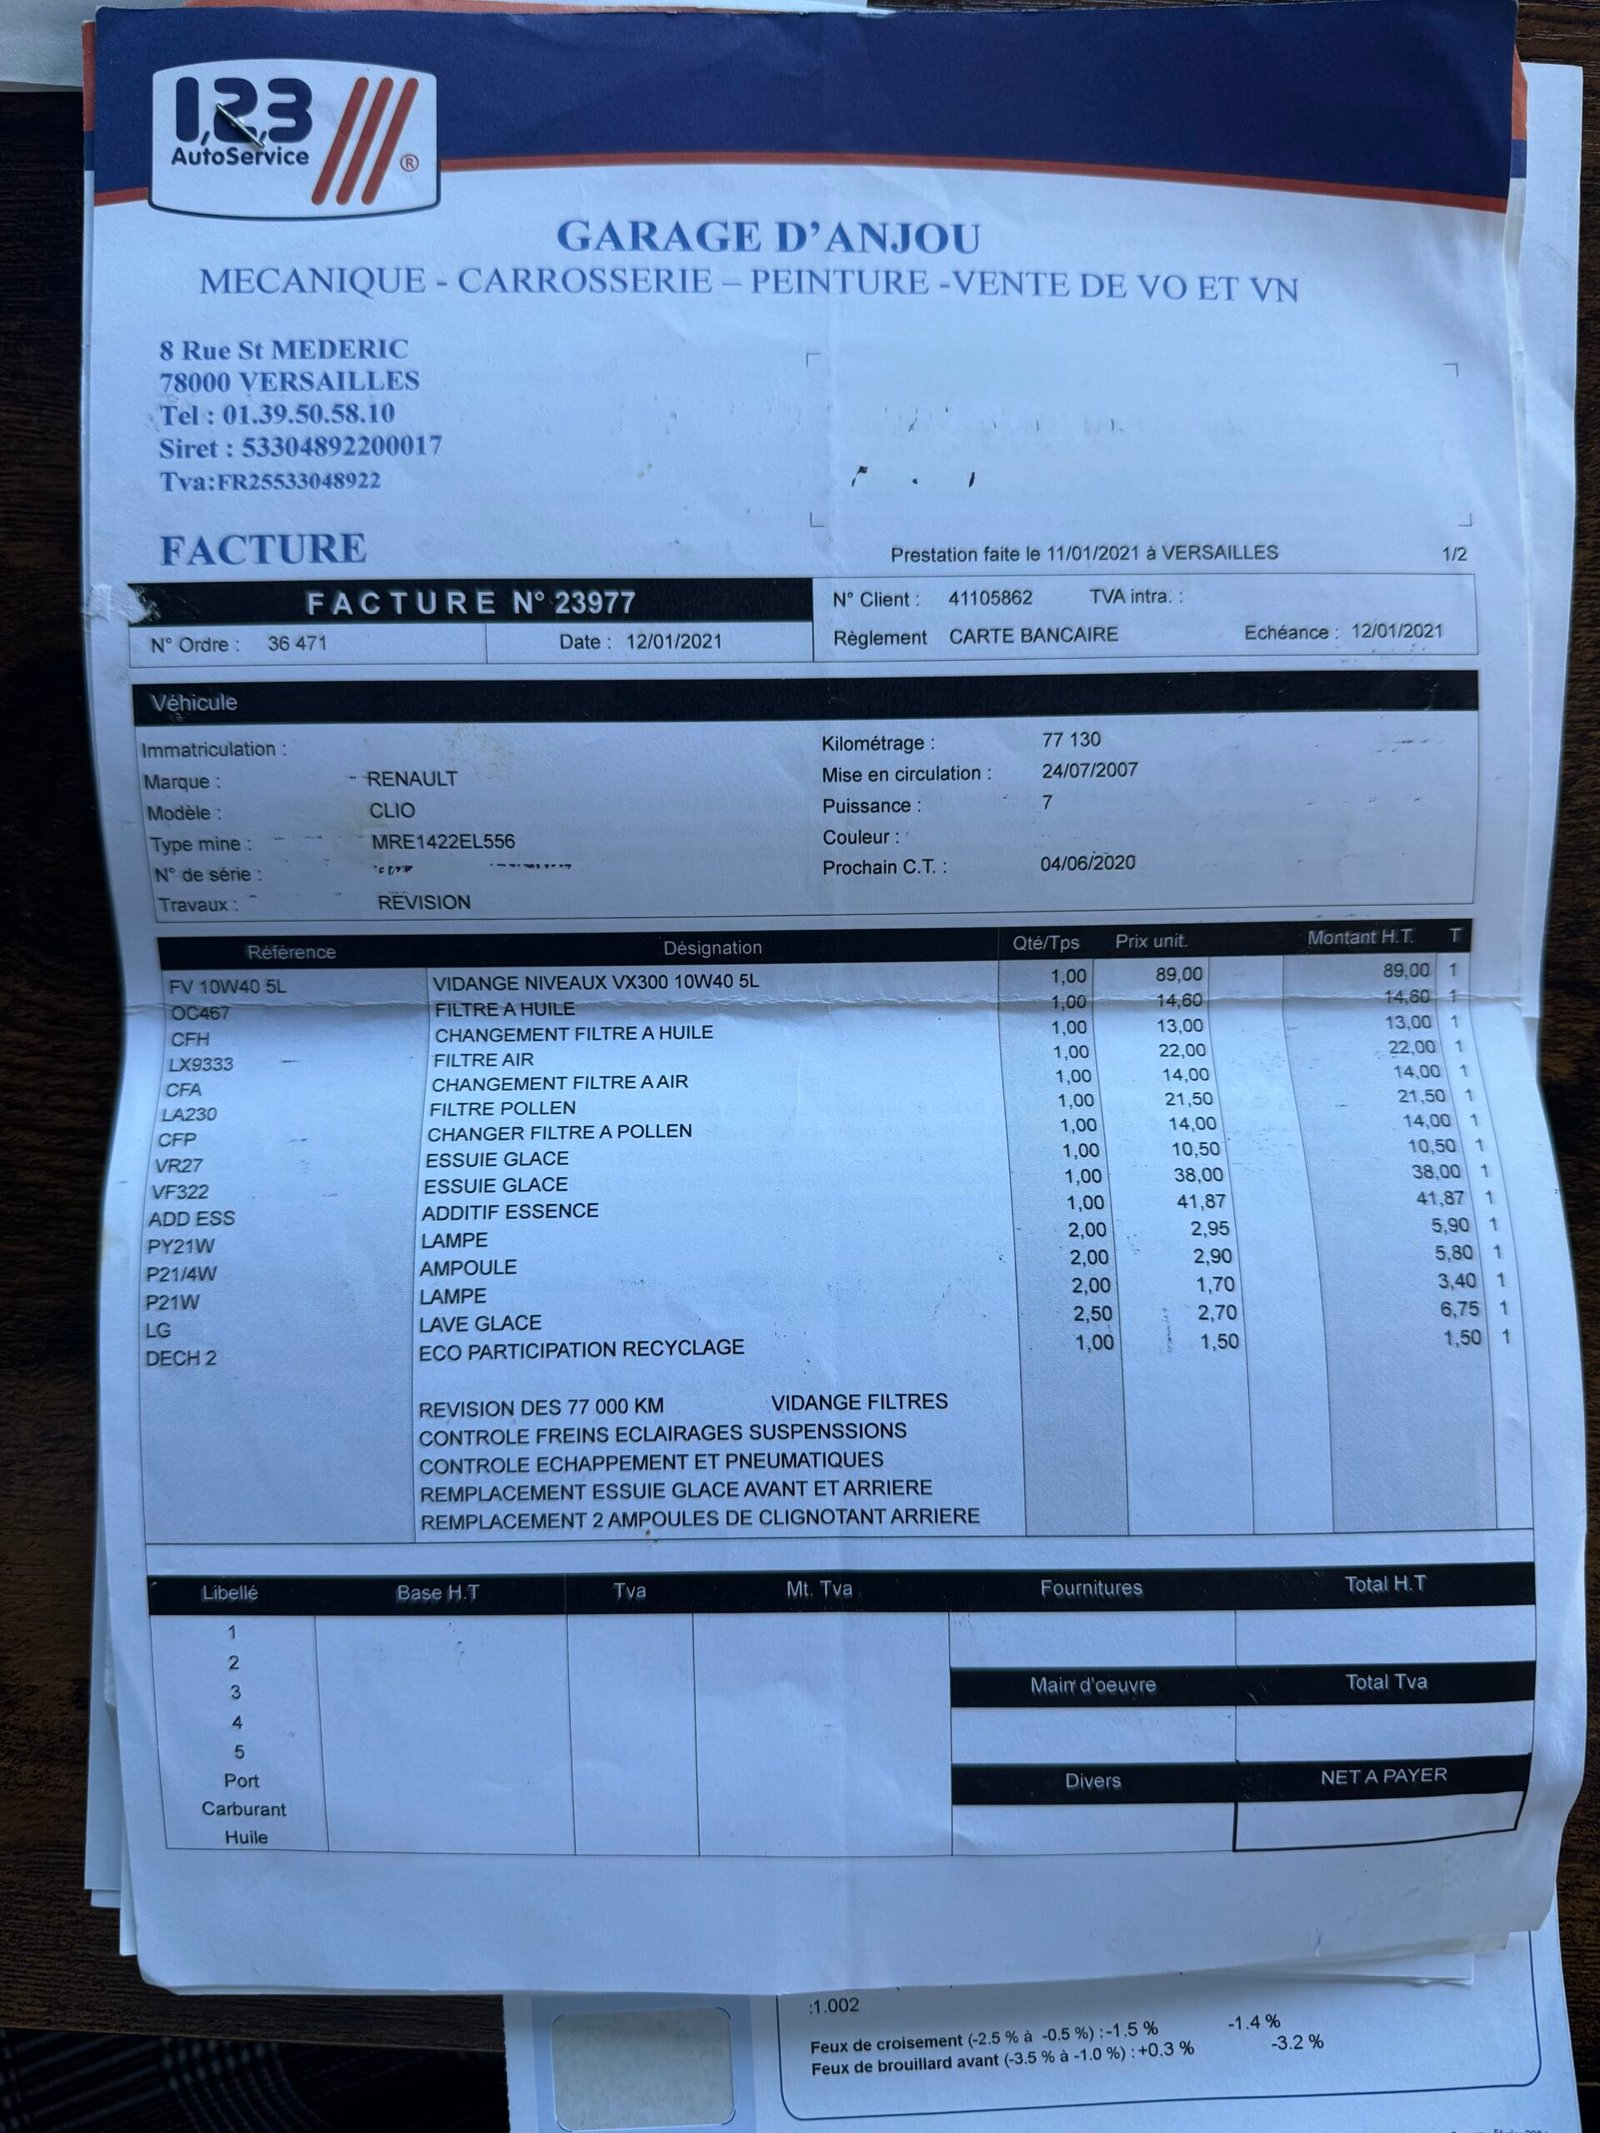 1,2,3
AutoService
®
GARAGE D'ANJOU
MECANIQUE - CARROSSERIE – PEINTURE -VENTE DE VO ET VN
8 Rue St MEDERIC
78000 VERSAILLES
Tel : 01.39.50.58.10
Siret : 53304892200017
Tva:FR25533048922
FACTURE
Prestation faite le 11/01/2021 à VERSAILLES 1/2
FACTURE N° 23977
N° Ordre : 36 471 Date : 12/01/2021
N° Client : 41105862 TVA intra. :
Règlement CARTE BANCAIRE Echéance : 12/01/2021
Véhicule
Immatriculation : Kilométrage : 77 130
Marque : RENAULT Mise en circulation : 24/07/2007
Modèle : CLIO Puissance : 7
Type mine : MRE1422EL556 Couleur :
N° de série : Prochain C.T. : 04/06/2020
Travaux : REVISION
Référence Désignation Qté/Tps Prix unit. Montant H.T. T
FV 10W40 5L VIDANGE NIVEAUX VX300 10W40 5L 1,00 89,00 89,00 1
OC467 FILTRE A HUILE 1,00 14,60 14,60 1
CFH CHANGEMENT FILTRE A HUILE 1,00 13,00 13,00 1
LX9333 FILTRE AIR 1,00 22,00 22,00 1
CFA CHANGEMENT FILTRE A AIR 1,00 14,00 14,00 1
LA230 FILTRE POLLEN 1,00 21,50 21,50 1
CFP CHANGER FILTRE A POLLEN 1,00 14,00 14,00 1
VR27 ESSUIE GLACE 1,00 10,50 10,50 1
VF322 ESSUIE GLACE 1,00 38,00 38,00 1
ADD ESS ADDITIF ESSENCE 1,00 41,87 41,87 1
PY21W LAMPE 2,00 2,95 5,90 1
P21/4W AMPOULE 2,00 2,90 5,80 1
P21W LAMPE 2,00 1,70 3,40 1
LG LAVE GLACE 2,50 2,70 6,75 1
DECH 2 ECO PARTICIPATION RECYCLAGE 1,00 1,50 1,50 1
REVISION DES 77 000 KM VIDANGE FILTRES
CONTROLE FREINS ECLAIRAGES SUSPENSSIONS
CONTROLE ECHAPPEMENT ET PNEUMATIQUES
REMPLACEMENT ESSUIE GLACE AVANT ET ARRIERE
REMPLACEMENT 2 AMPOULES DE CLIGNOTANT ARRIERE
Libellé Base H.T Tva Mt. Tva Fournitures Total H.T
1
2
3 Main d'oeuvre Total Tva
4
5
Port Divers NET A PAYER
Carburant
Huile
:1.002
Feux de croisement (-2.5 % à -0.5 %) :-1.5 % -1.4 %
Feux de brouillard avant (-3.5 % à -1.0 %) : +0.3 % -3.2 %